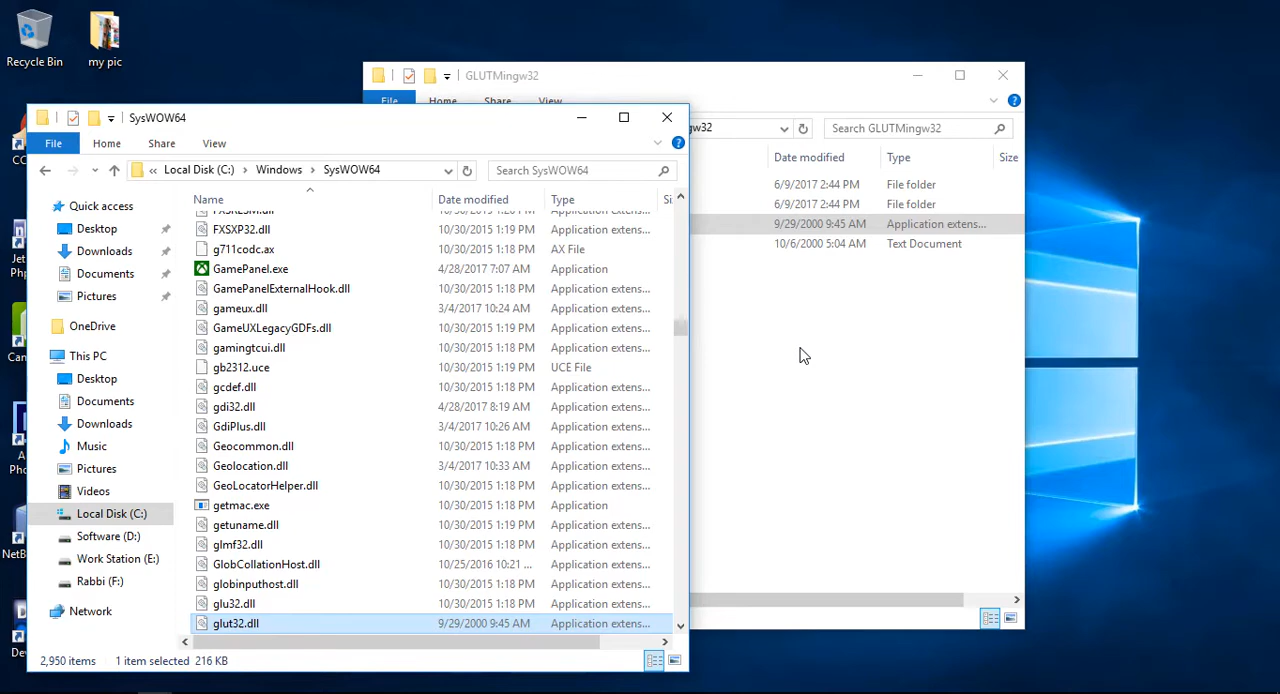 Recycle Bin
my pic
GLUTMingw32
File Home Share View
SysWOW64
File Home Share View
« Local Disk (C:) > Windows > SysWOW64
Search SysWOW64
gw32
Search GLUTMingw32
Name Date modified Type
Date modified Type Size
6/9/2017 2:44 PM File folder
6/9/2017 2:44 PM File folder
9/29/2000 9:45 AM Application extens...
10/6/2000 5:04 AM Text Document
Quick access
Desktop
Downloads
Documents
Pictures
OneDrive
This PC
Desktop
Documents
Downloads
Music
Pictures
Videos
Local Disk (C:)
Software (D:)
Work Station (E:)
Rabbi (F:)
Network
FXSXP32.dll 10/30/2015 1:19 PM Application extens...
g711codc.ax 10/30/2015 1:19 PM AX File
GamePanel.exe 4/28/2017 7:07 AM Application
GamePanelExternalHook.dll 10/30/2015 1:18 PM Application extens...
gameux.dll 3/4/2017 10:24 AM Application extens...
GameUXLegacyGDFs.dll 10/30/2015 1:19 PM Application extens...
gamingtcui.dll 10/30/2015 1:18 PM Application extens...
gb2312.uce 10/30/2015 1:19 PM UCE File
gcdef.dll 10/30/2015 1:18 PM Application extens...
gdi32.dll 4/28/2017 8:19 AM Application extens...
GdiPlus.dll 3/4/2017 10:26 AM Application extens...
Geocommon.dll 10/30/2015 1:18 PM Application extens...
Geolocation.dll 3/4/2017 10:33 AM Application extens...
GeoLocatorHelper.dll 10/30/2015 1:18 PM Application extens...
getmac.exe 10/30/2015 1:18 PM Application
getuname.dll 10/30/2015 1:19 PM Application extens...
glmf32.dll 10/30/2015 1:18 PM Application extens...
GlobCollationHost.dll 10/25/2016 10:21 ... Application extens...
globinputhost.dll 10/30/2015 1:18 PM Application extens...
glu32.dll 10/30/2015 1:18 PM Application extens...
glut32.dll 9/29/2000 9:45 AM Application extens...
2,950 items 1 item selected 216 KB